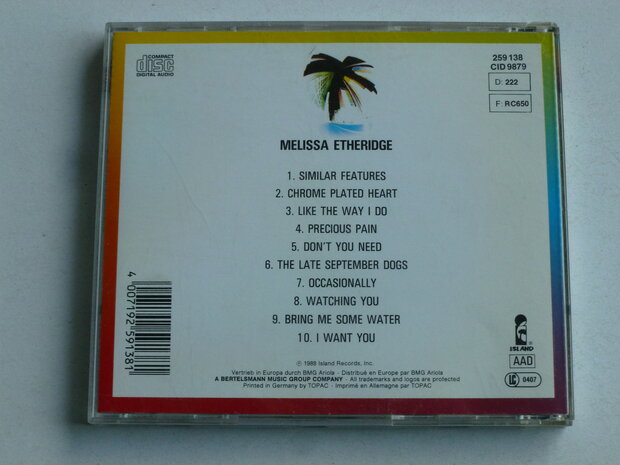 COMPACT
disc
DIGITAL AUDIO
259 138
CID 9879
D: 222
F: RC650
MELISSA ETHERIDGE
1. SIMILAR FEATURES
2. CHROME PLATED HEART
3. LIKE THE WAY I DO
4. PRECIOUS PAIN
5. DON'T YOU NEED
6. THE LATE SEPTEMBER DOGS
7. OCCASIONALLY
8. WATCHING YOU
9. BRING ME SOME WATER
10. I WANT YOU
4 007192 591381
ISLAND
AAD
LC 0407
℗ 1988 Island Records, Inc.
Vertrieb in Europa durch BMG Ariola · Distribué en Europe par BMG Ariola
A BERTELSMANN MUSIC GROUP COMPANY · All trademarks and logos are protected
Printed in Germany by TOPAC · Imprimé en Allemagne par TOPAC